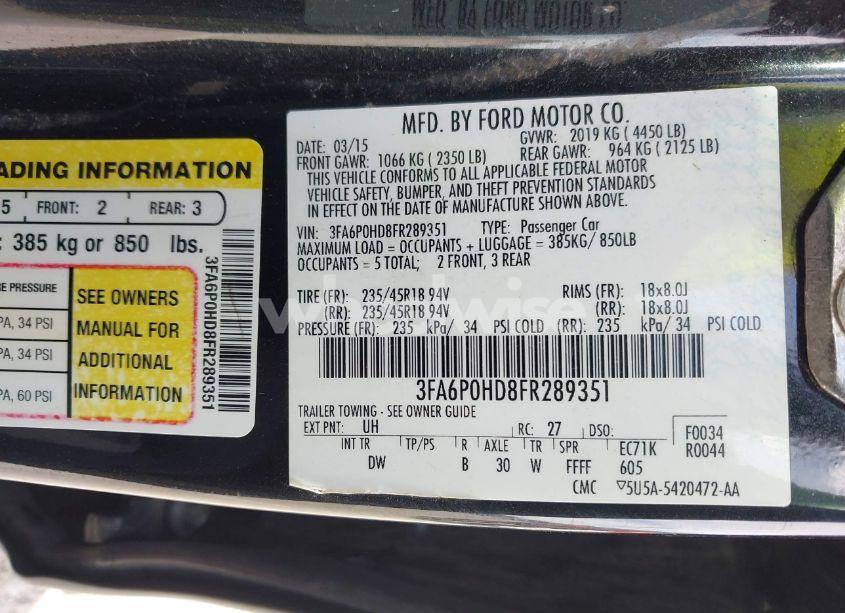 ADING INFORMATION
5 FRONT: 2 REAR: 3
: 385 kg or 850 lbs.
RE PRESSURE
PA, 34 PSI
PA, 34 PSI
PA, 60 PSI
SEE OWNERS
MANUAL FOR
ADDITIONAL
INFORMATION
3FA6P0HD8FR289351
MFD. BY FORD MOTOR CO.
DATE: 03/15 GVWR: 2019 KG ( 4450 LB)
FRONT GAWR: 1066 KG ( 2350 LB) REAR GAWR: 964 KG ( 2125 LB)
THIS VEHICLE CONFORMS TO ALL APPLICABLE FEDERAL MOTOR
VEHICLE SAFETY, BUMPER, AND THEFT PREVENTION STANDARDS
IN EFFECT ON THE DATE OF MANUFACTURE SHOWN ABOVE.
VIN: 3FA6P0HD8FR289351 TYPE: Passenger Car
MAXIMUM LOAD = OCCUPANTS + LUGGAGE = 385KG/ 850LB
OCCUPANTS = 5 TOTAL; 2 FRONT, 3 REAR
TIRE (FR): 235/45R18 94V RIMS (FR): 18x8.0J
(RR): 235/45R18 94V (RR): 18x8.0J
PRESSURE (FR): 235 kPa/ 34 PSI COLD (RR): 235 kPa/ 34 PSI COLD
3FA6P0HD8FR289351
TRAILER TOWING - SEE OWNER GUIDE
EXT PNT: UH RC: 27 DSO: F0034
R0044
INT TR TP/PS R AXLE TR SPR EC71K
DW B 30 W FFFF 605
CMC ▽5U5A-5420472-AA